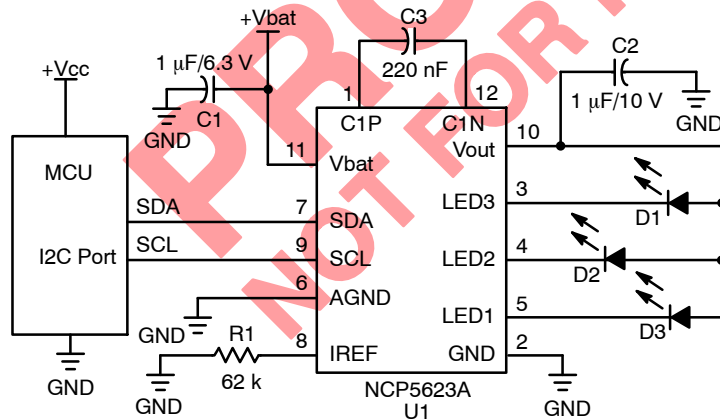 PRO
NOT FOR
+Vbat
C3
C2
1 µF/6.3 V
220 nF
1 µF/10 V
+Vcc
GND
C1
1
12
GND
C1P
C1N
10
MCU
11
Vbat
Vout
SDA
7
SDA
LED3
3
D1
I2C Port
SCL
9
SCL
LED2
4
D2
6
AGND
GND
LED1
5
D3
R1
8
IREF
GND
2
GND
62 k
GND
NCP5623A
GND
U1